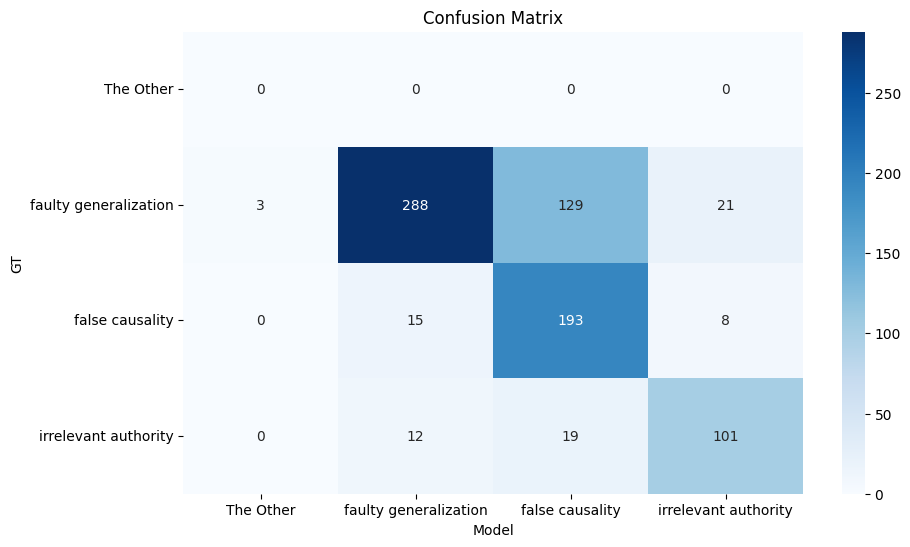 Confusion Matrix
The Other 0 0 0 0
faulty generalization 3 288 129 21
false causality 0 15 193 8
irrelevant authority 0 12 19 101
The Other faulty generalization false causality irrelevant authority
Model
GT
250
200
150
100
50
0